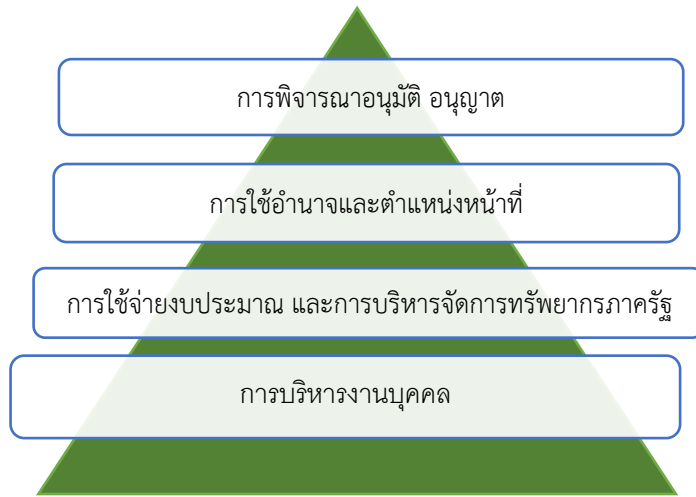 การพิจารณาอนุมัติ อนุญาต
การใช้อำนาจและตำแหน่งหน้าที่
การใช้จ่ายงบประมาณ และการบริหารจัดการทรัพยากรภาครัฐ
การบริหารงานบุคคล